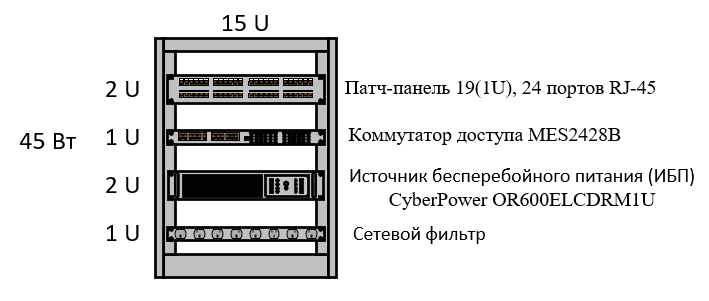 15 U
2 U
Патч-панель 19(1U), 24 портов RJ-45
45 Вт
1 U
Коммутатор доступа MES2428B
2 U
Источник бесперебойного питания (ИБП)
CyberPower OR600ELCDRM1U
1 U
Сетевой фильтр